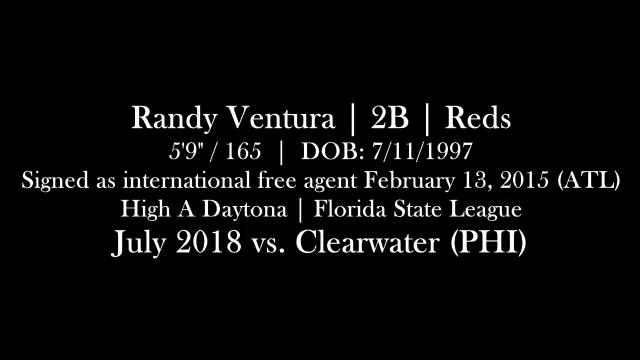 Randy Ventura | 2B | Reds
5'9" / 165 | DOB: 7/11/1997
Signed as international free agent February 13, 2015 (ATL)
High A Daytona | Florida State League
July 2018 vs. Clearwater (PHI)